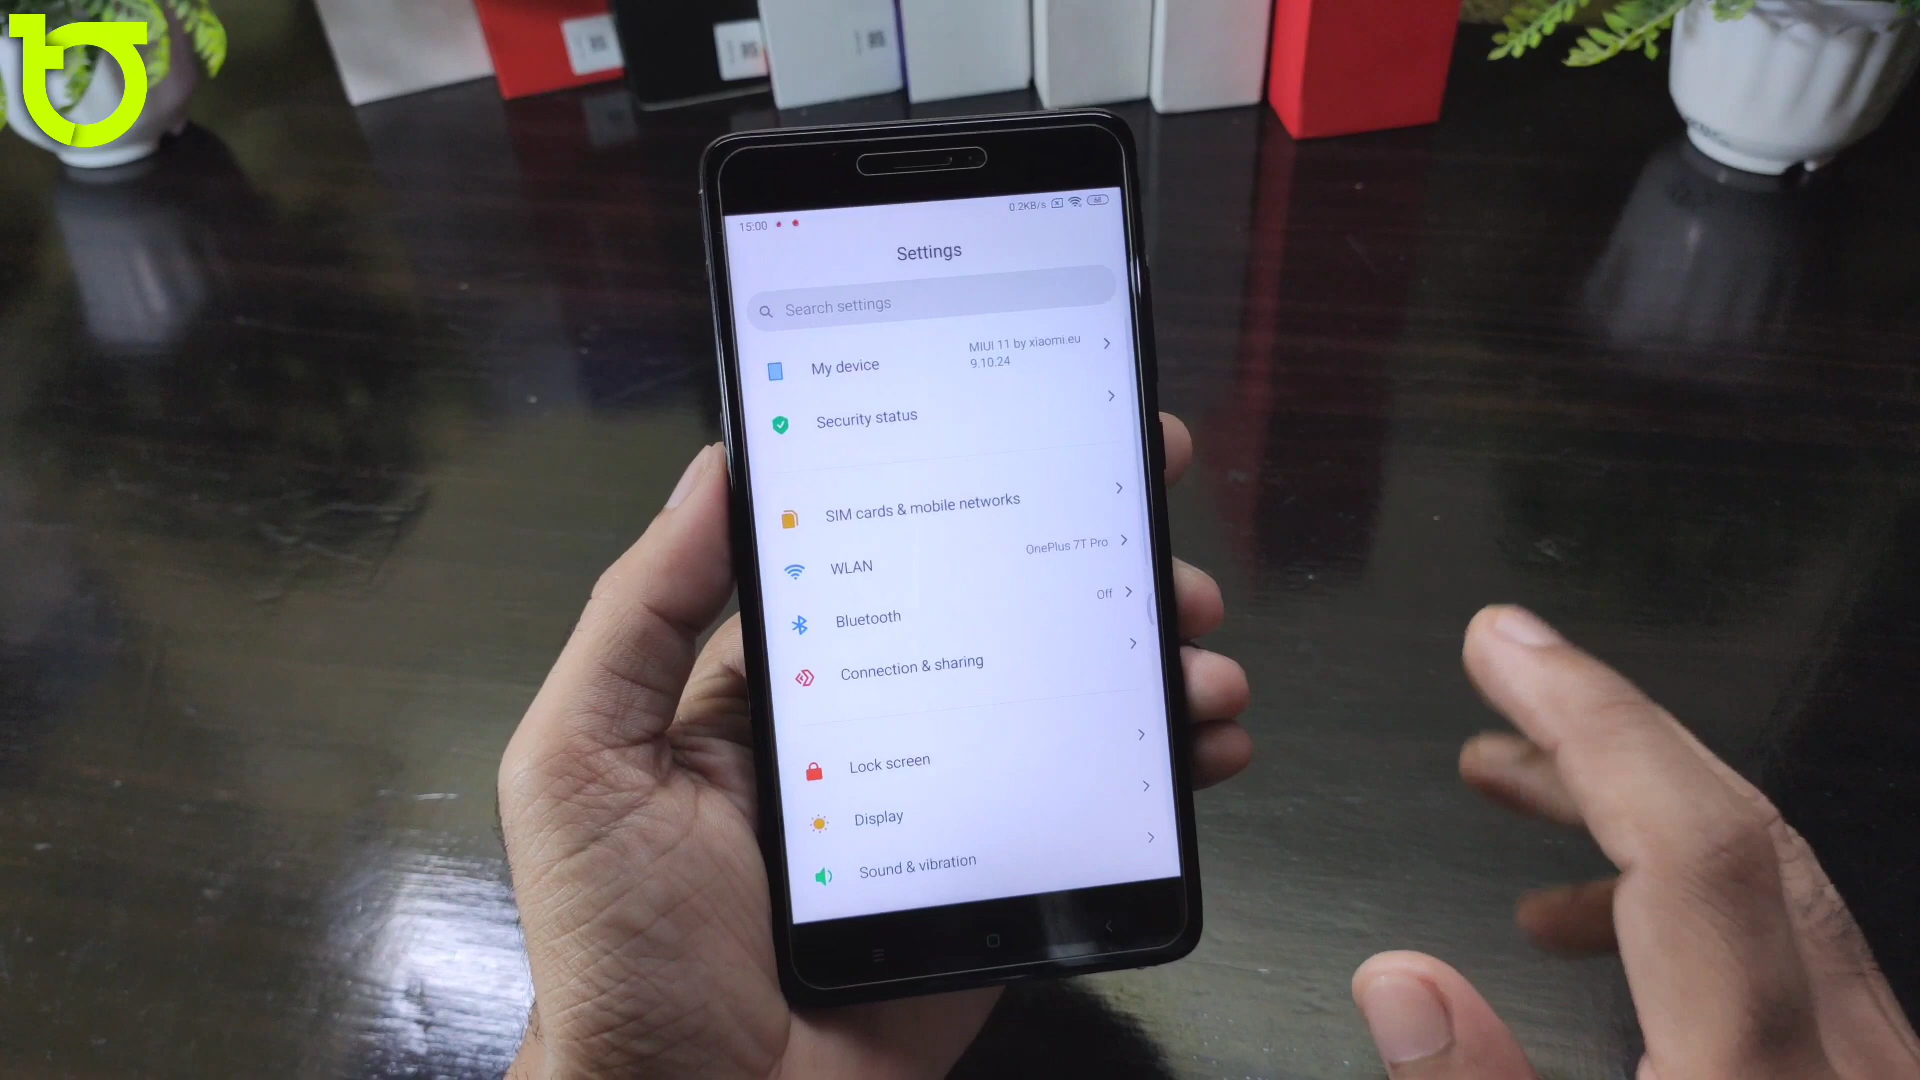 15:00
0.2KB/s
Settings
Search settings
My device
MIUI 11 by xiaomi.eu
9.10.24
Security status
SIM cards & mobile networks
WLAN
OnePlus 7T Pro
Bluetooth
Off
Connection & sharing
Lock screen
Display
Sound & vibration